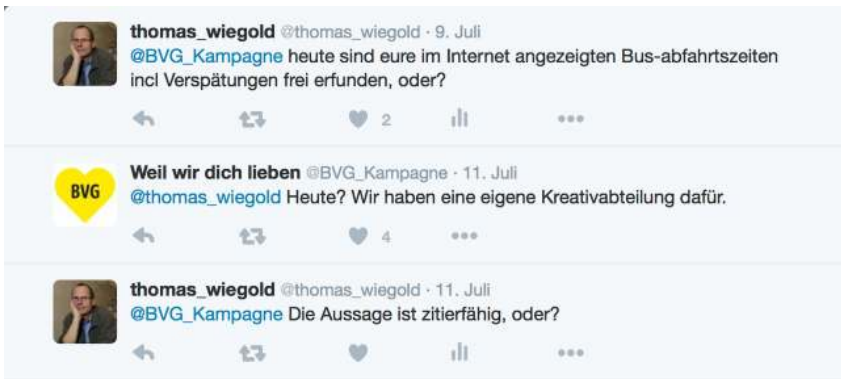 thomas_wiegold @thomas_wiegold · 9. Juli
@BVG_Kampagne heute sind eure im Internet angezeigten Bus-abfahrtszeiten
incl Verspätungen frei erfunden, oder?
2
Weil wir dich lieben @BVG_Kampagne · 11. Juli
BVG
@thomas_wiegold Heute? Wir haben eine eigene Kreativabteilung dafür.
4
thomas_wiegold @thomas_wiegold · 11. Juli
@BVG_Kampagne Die Aussage ist zitierfähig, oder?